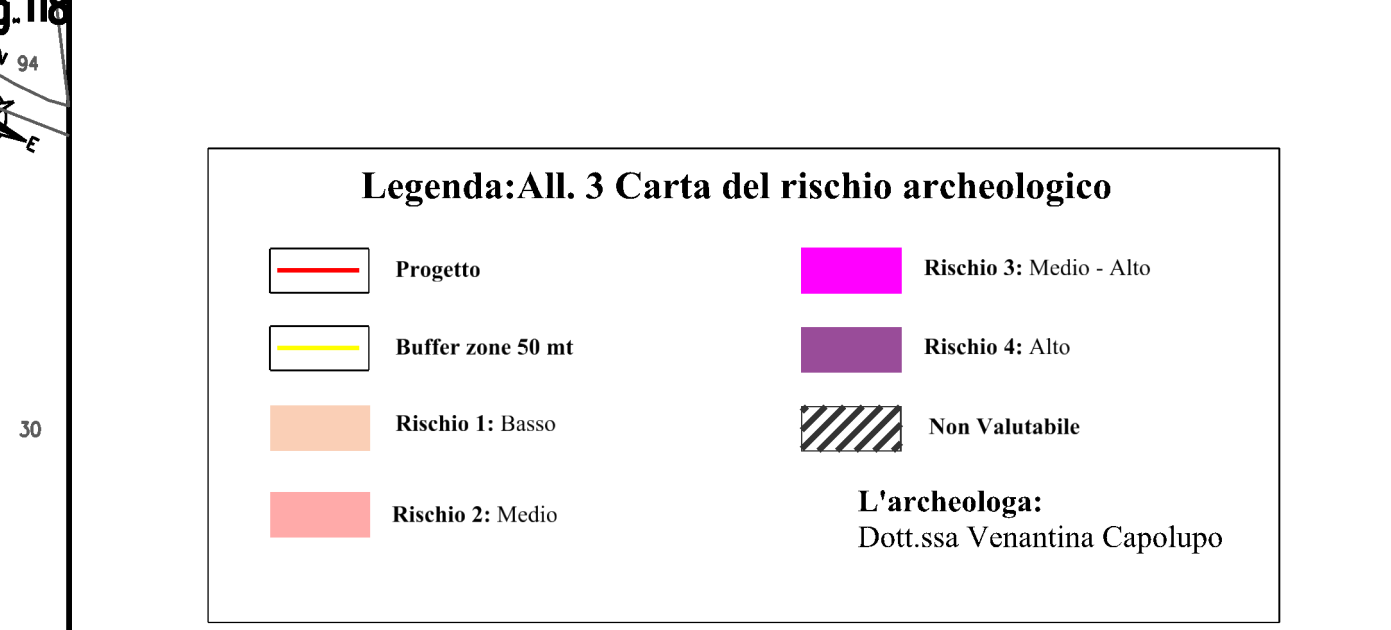 g. 118
94
E
30
Legenda:All. 3 Carta del rischio archeologico
Progetto
Buffer zone 50 mt
Rischio 1: Basso
Rischio 2: Medio
Rischio 3: Medio - Alto
Rischio 4: Alto
Non Valutabile
L'archeologa:
Dott.ssa Venantina Capolupo